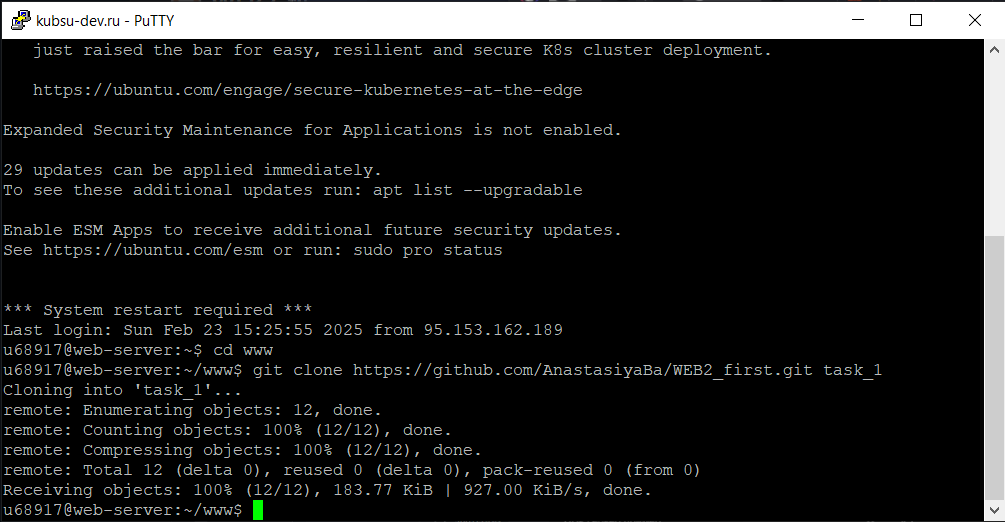 kubsu-dev.ru - PuTTY
just raised the bar for easy, resilient and secure K8s cluster deployment.
https://ubuntu.com/engage/secure-kubernetes-at-the-edge
Expanded Security Maintenance for Applications is not enabled.
29 updates can be applied immediately.
To see these additional updates run: apt list --upgradable
Enable ESM Apps to receive additional future security updates.
See https://ubuntu.com/esm or run: sudo pro status
*** System restart required ***
Last login: Sun Feb 23 15:25:55 2025 from 95.153.162.189
u68917@web-server:~$ cd www
u68917@web-server:~/www$ git clone https://github.com/AnastasiyaBa/WEB2_first.git task_1
Cloning into 'task_1'...
remote: Enumerating objects: 12, done.
remote: Counting objects: 100% (12/12), done.
remote: Compressing objects: 100% (12/12), done.
remote: Total 12 (delta 0), reused 0 (delta 0), pack-reused 0 (from 0)
Receiving objects: 100% (12/12), 183.77 KiB | 927.00 KiB/s, done.
u68917@web-server:~/www$